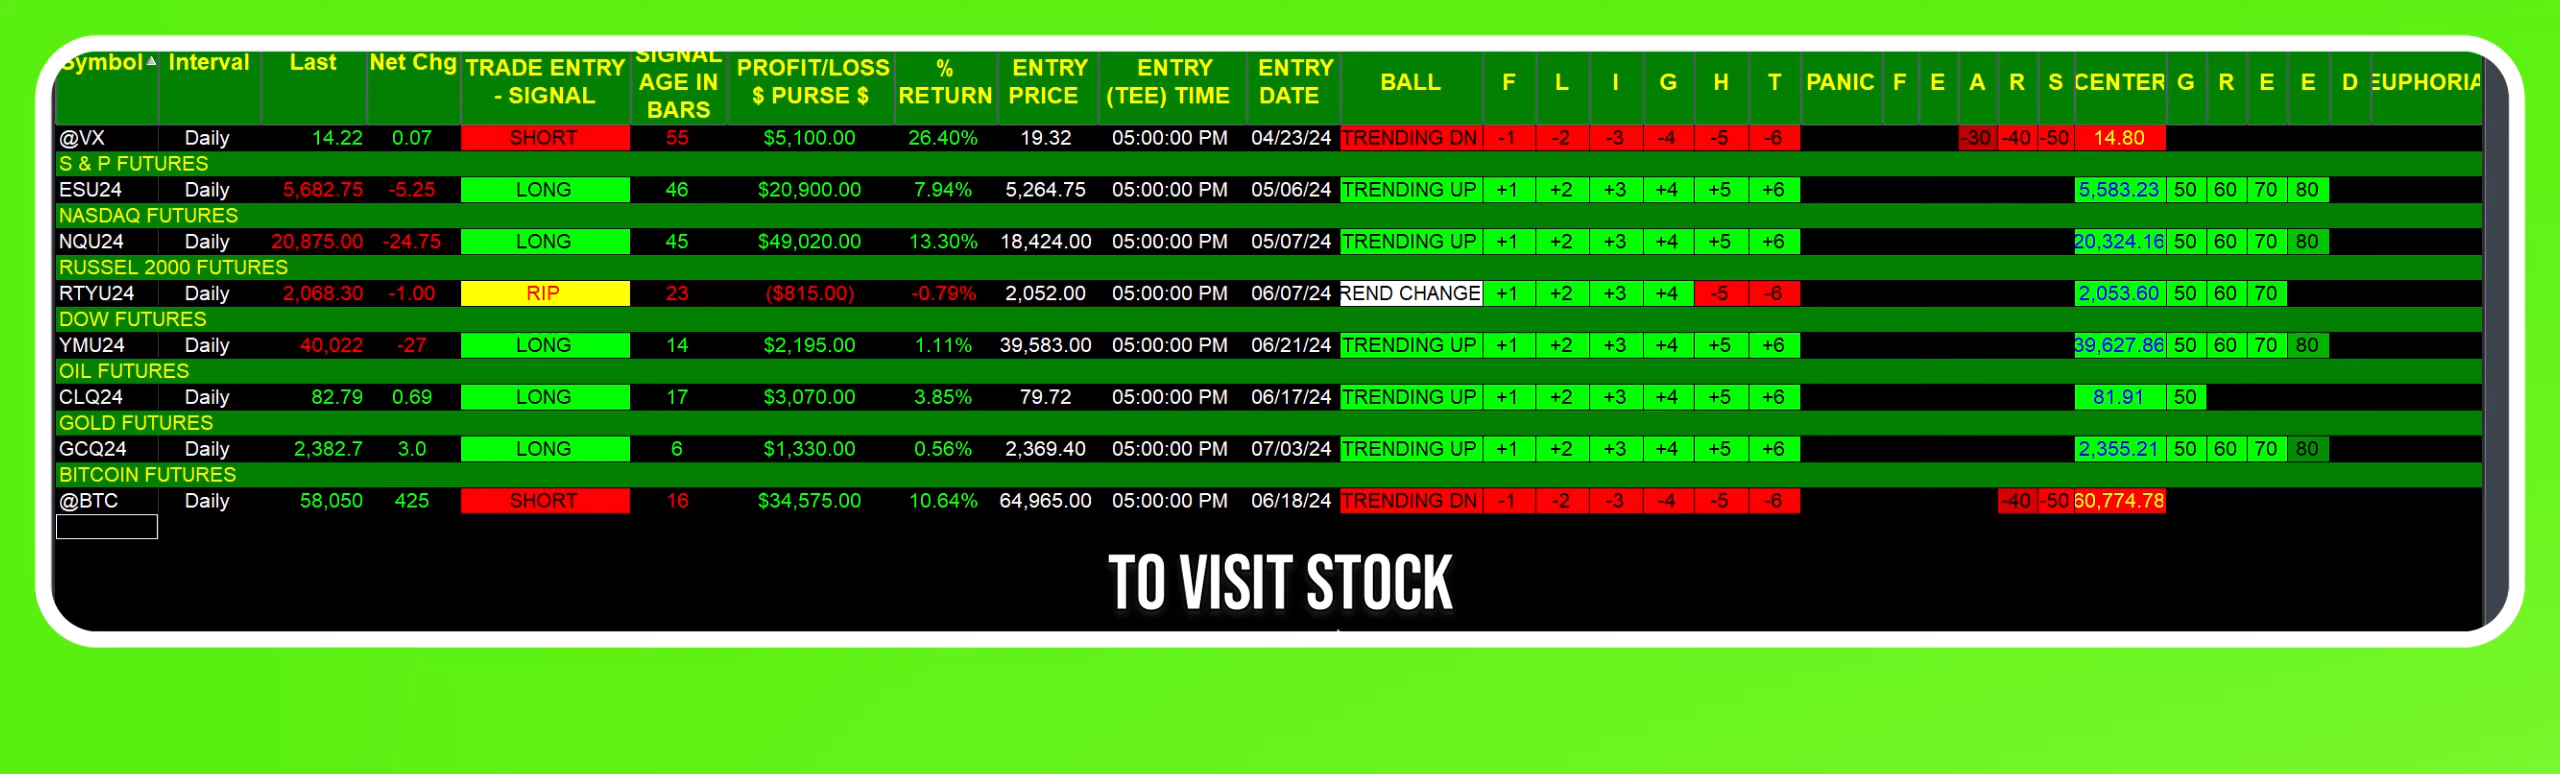 Symbol Interval Last Net Chg TRADE ENTRY - SIGNAL SIGNAL AGE IN BARS PROFIT/LOSS $ PURSE $ % RETURN ENTRY PRICE ENTRY (TEE) TIME ENTRY DATE BALL F L I G H T PANIC F E A R S CENTER G R E E D EUPHORIA
@VX Daily 14.22 0.07 SHORT 55 $5,100.00 26.40% 19.32 05:00:00 PM 04/23/24 TRENDING DN -1 -2 -3 -4 -5 -6 -30 -40 -50 14.80
S & P FUTURES
ESU24 Daily 5,682.75 -5.25 LONG 46 $20,900.00 7.94% 5,264.75 05:00:00 PM 05/06/24 TRENDING UP +1 +2 +3 +4 +5 +6 5,583.23 50 60 70 80
NASDAQ FUTURES
NQU24 Daily 20,875.00 -24.75 LONG 45 $49,020.00 13.30% 18,424.00 05:00:00 PM 05/07/24 TRENDING UP +1 +2 +3 +4 +5 +6 20,324.16 50 60 70 80
RUSSEL 2000 FUTURES
RTYU24 Daily 2,068.30 -1.00 RIP 23 ($815.00) -0.79% 2,052.00 05:00:00 PM 06/07/24 REND CHANGE +1 +2 +3 +4 -5 -6 2,053.60 50 60 70
DOW FUTURES
YMU24 Daily 40,022 -27 LONG 14 $2,195.00 1.11% 39,583.00 05:00:00 PM 06/21/24 TRENDING UP +1 +2 +3 +4 +5 +6 39,627.86 50 60 70 80
OIL FUTURES
CLQ24 Daily 82.79 0.69 LONG 17 $3,070.00 3.85% 79.72 05:00:00 PM 06/17/24 TRENDING UP +1 +2 +3 +4 +5 +6 81.91 50
GOLD FUTURES
GCQ24 Daily 2,382.7 3.0 LONG 6 $1,330.00 0.56% 2,369.40 05:00:00 PM 07/03/24 TRENDING UP +1 +2 +3 +4 +5 +6 2,355.21 50 60 70 80
BITCOIN FUTURES
@BTC Daily 58,050 425 SHORT 16 $34,575.00 10.64% 64,965.00 05:00:00 PM 06/18/24 TRENDING DN -1 -2 -3 -4 -5 -6 -40 -50 60,774.78
TO VISIT STOCK